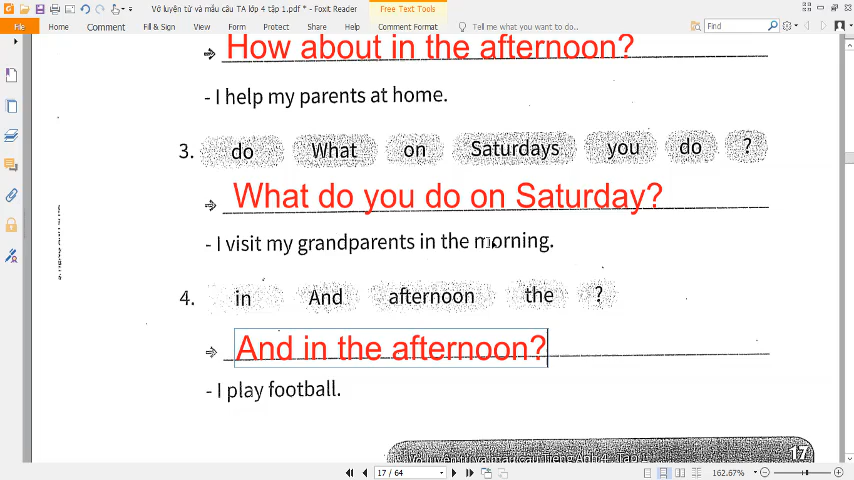 Vở luyện từ và mẫu câu TA lớp 4 tập 1.pdf * - Foxit Reader
Free Text Tools
File Home Comment Fill & Sign View Form Protect Share Help Extras Comment Format Tell me what you want to do... Find
How about in the afternoon?
- I help my parents at home.
3. do What on Saturdays you do ?
What do you do on Saturday?
- I visit my grandparents in the morning.
4. in And afternoon the ?
And in the afternoon?
- I play football.
17
17 / 64 162.67%